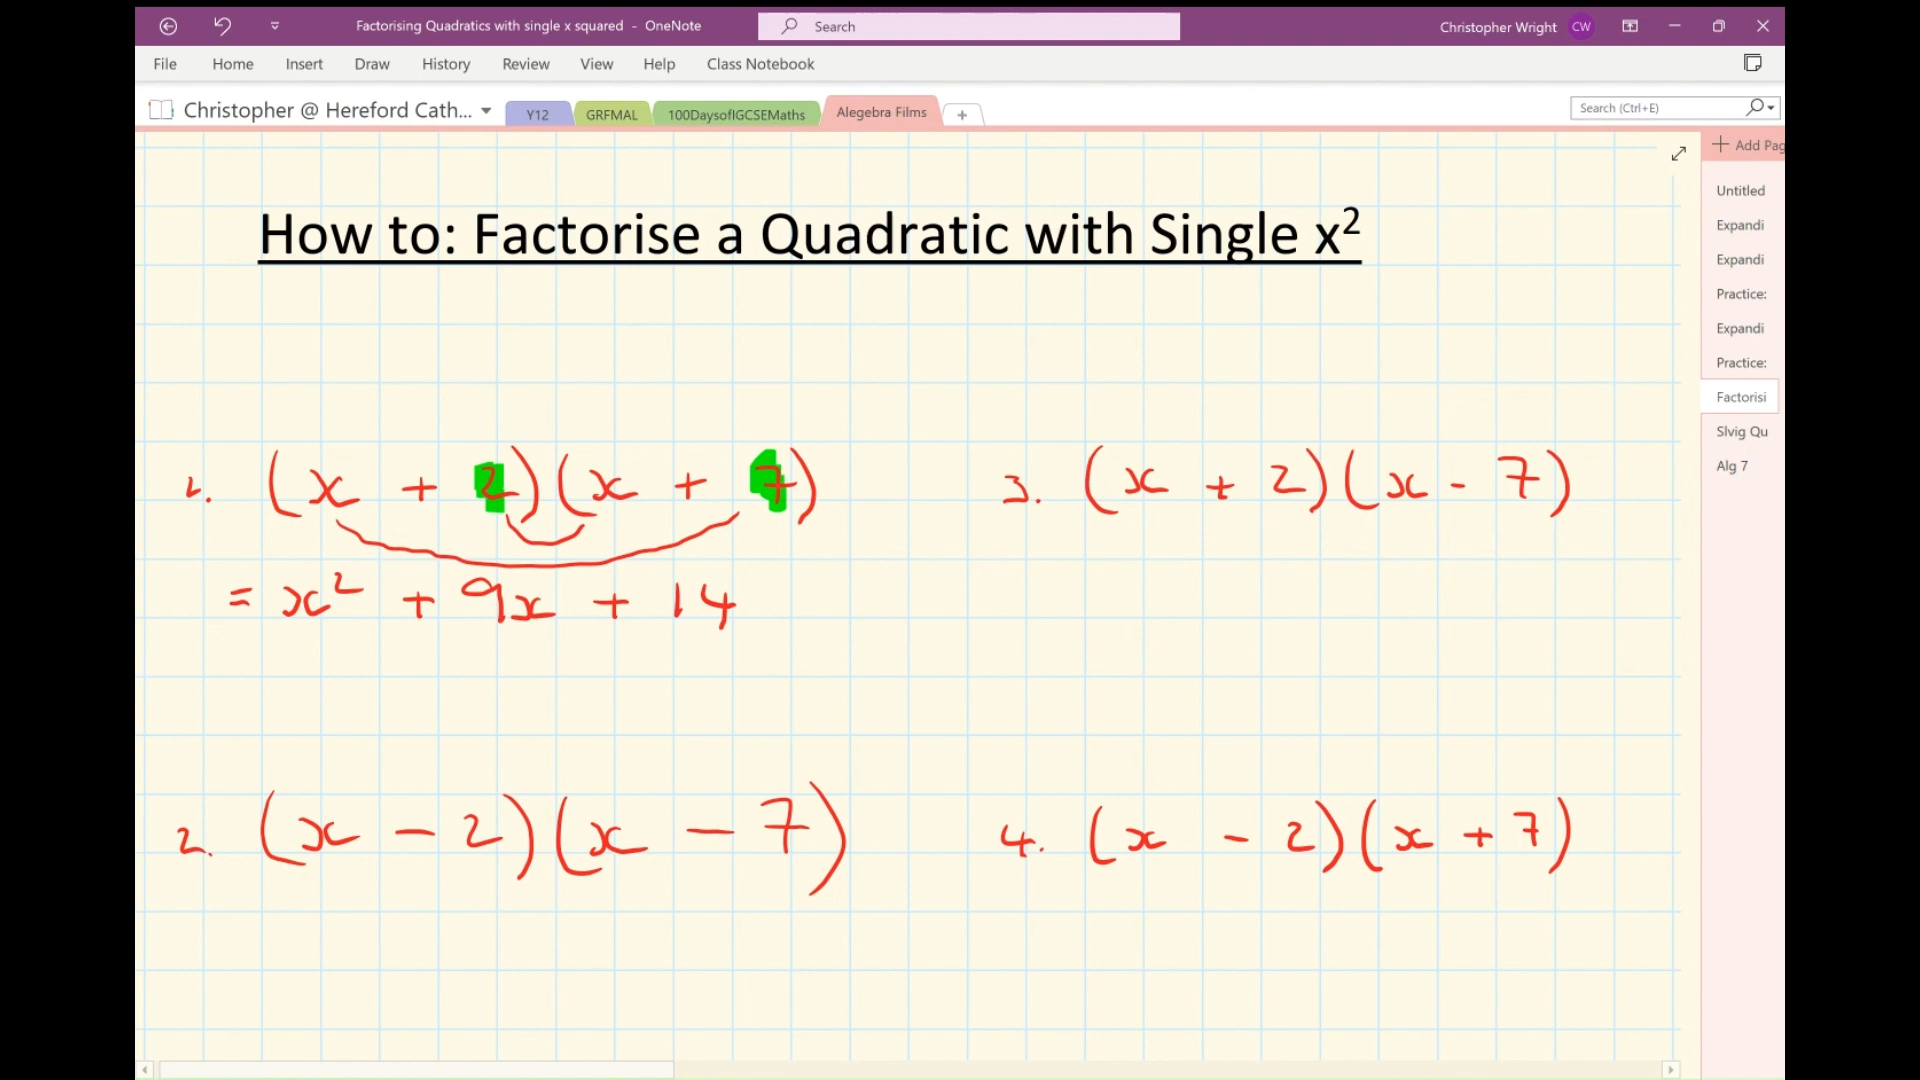 Factorising Quadratics with single x squared - OneNote
Search
Christopher Wright CW
File Home Insert Draw History Review View Help Class Notebook
Christopher @ Hereford Cath...
Y12
GRFMAL
100DaysofIGCSEMaths
Alegebra Films
Search (Ctrl+E)
Add Pag
Untitled
Expandi
Expandi
Practice:
Expandi
Practice:
Factorisi
Slvig Qu
Alg 7
How to: Factorise a Quadratic with Single x²
1. (x + 2)(x + 7)
= x² + 9x + 14
3. (x + 2)(x - 7)
2. (x - 2)(x - 7)
4. (x - 2)(x + 7)